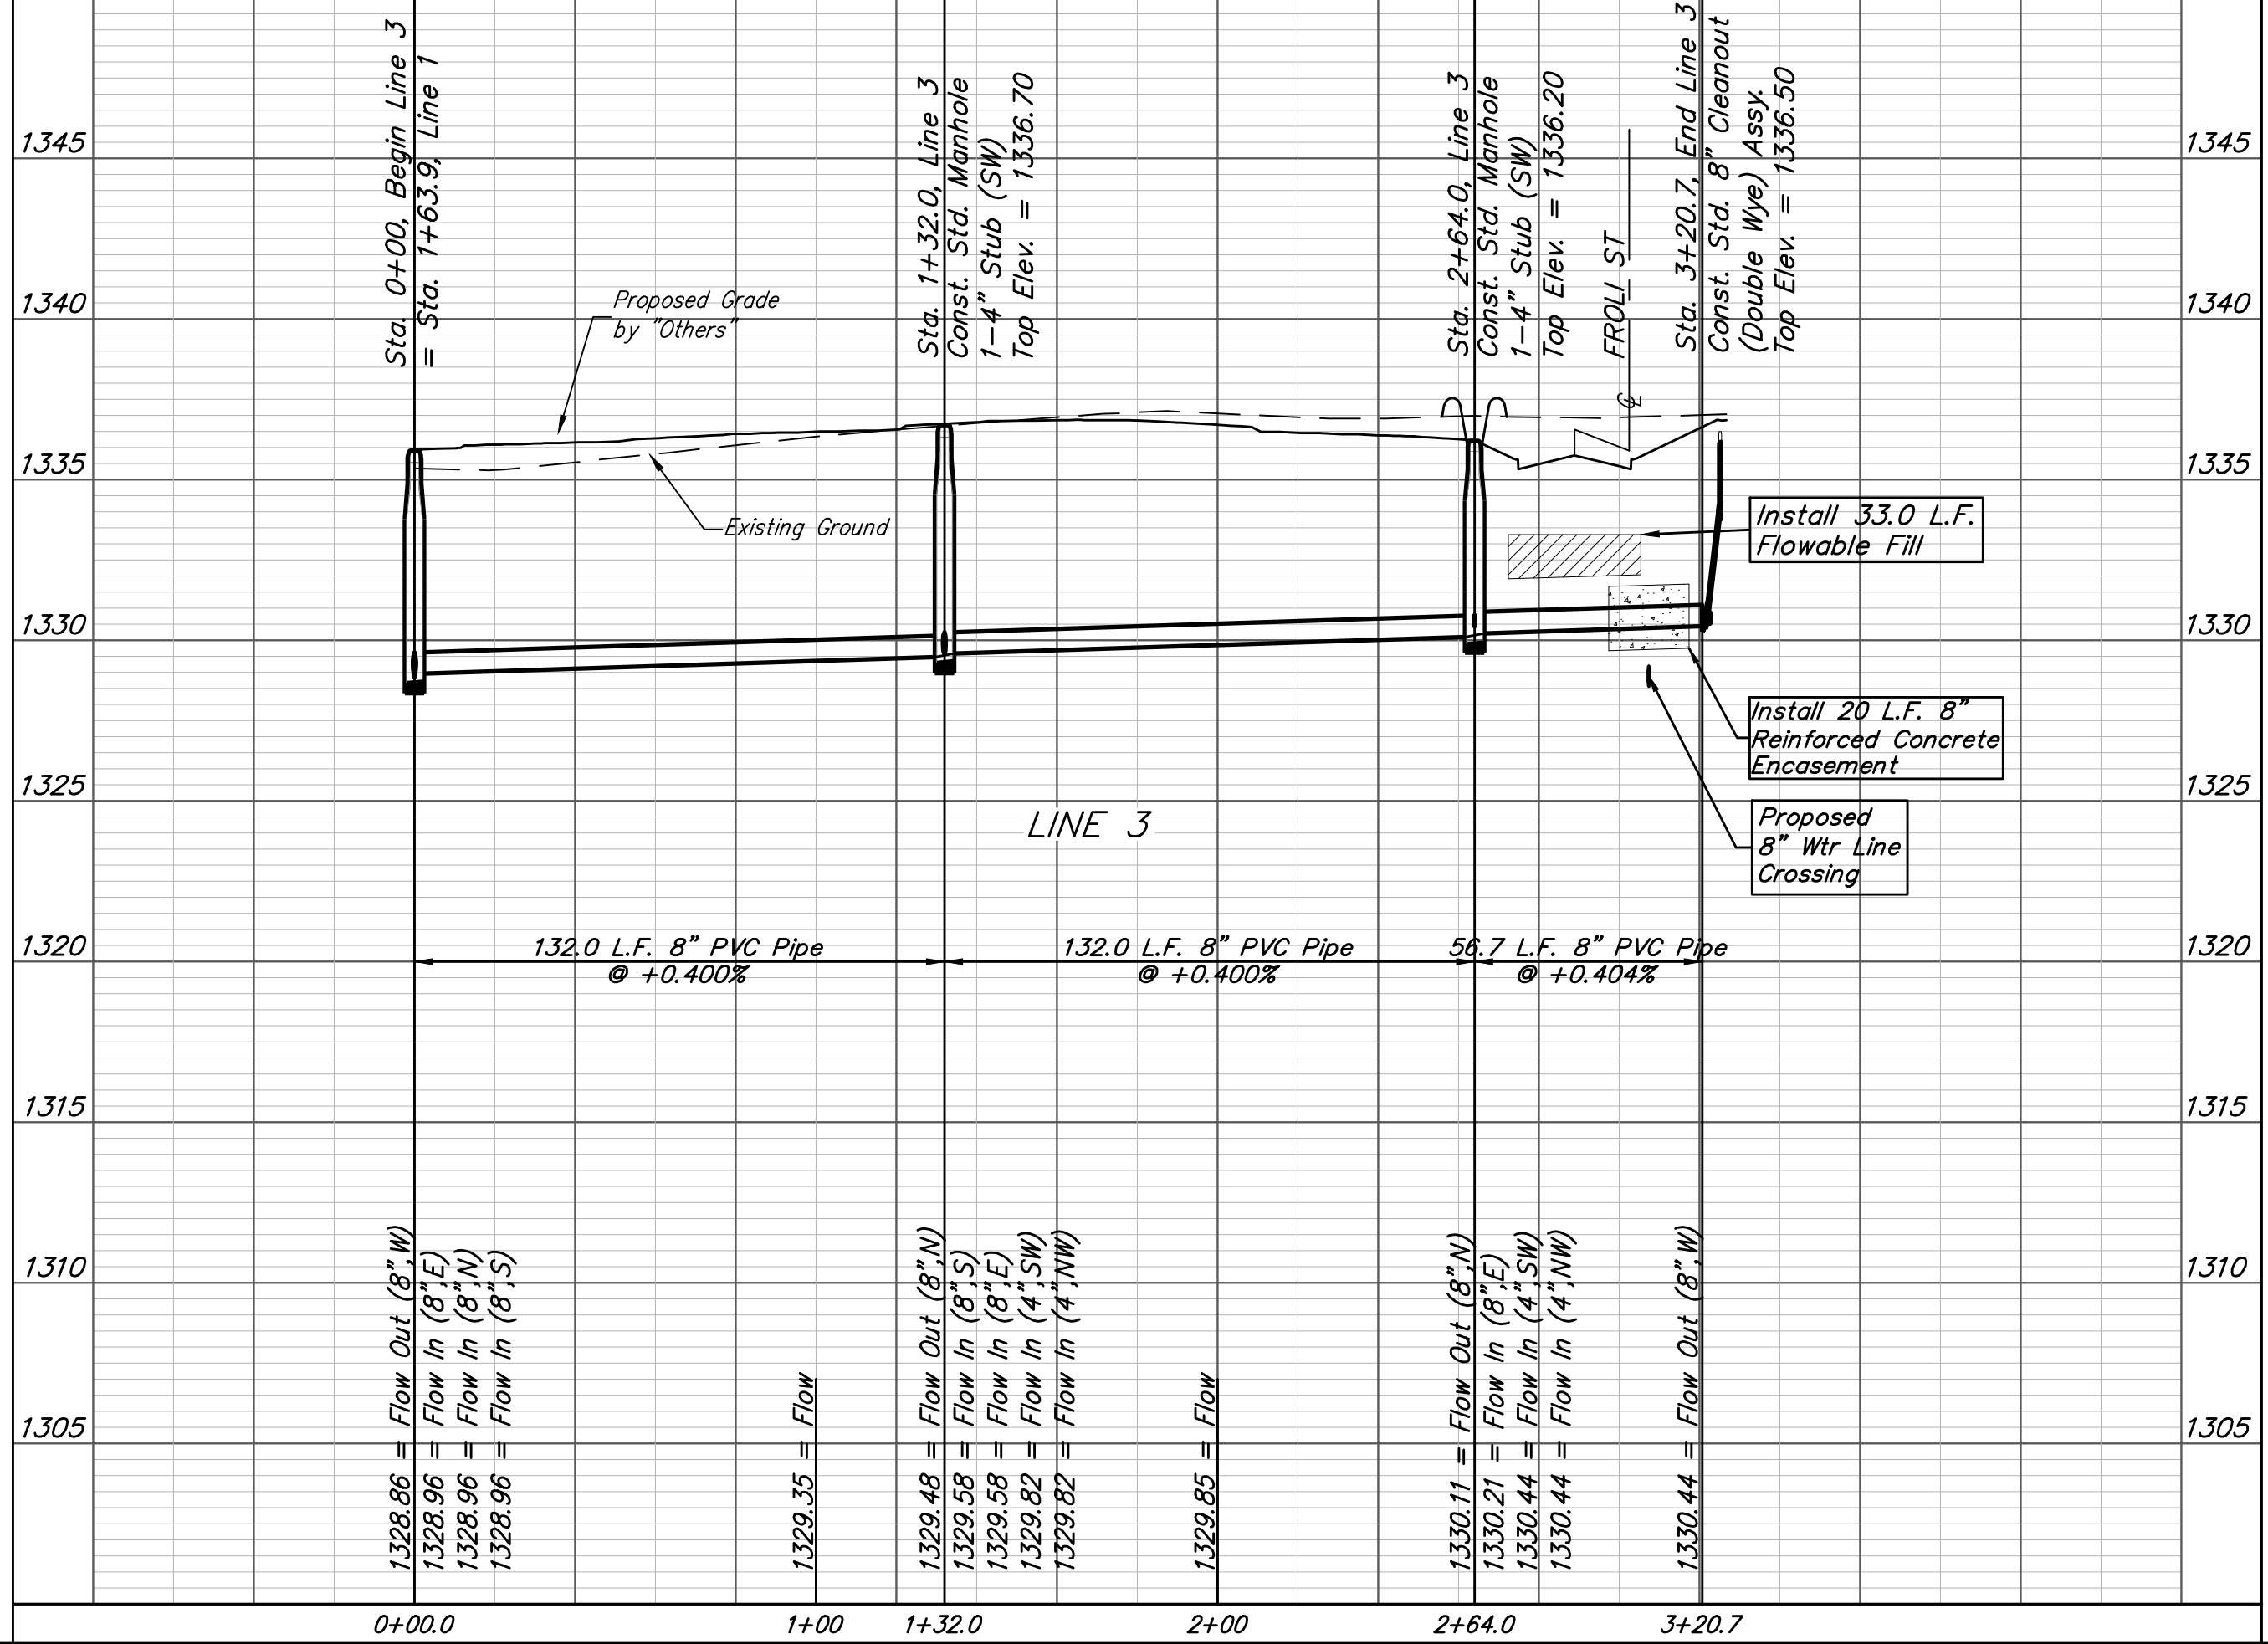 Sta. 0+00, Begin Line 3
= Sta. 1+63.9, Line 1
Sta. 1+32.0, Line 3
Const. Std. Manhole
1-4" Stub (SW)
Top Elev. = 1336.70
Sta. 2+64.0, Line 3
Const. Std. Manhole
1-4" Stub (SW)
Top Elev. = 1336.20
FROLI ST
Sta. 3+20.7, End Line 3
Const. Std. 8" Cleanout
(Double Wye) Assy.
Top Elev. = 1336.50
1345
1345
1340
1340
Proposed Grade
by "Others"
℄
1335
1335
Existing Ground
Install 33.0 L.F.
Flowable Fill
1330
1330
Install 20 L.F. 8"
Reinforced Concrete
Encasement
1325
1325
Proposed
8" Wtr Line
Crossing
LINE 3
1320
1320
132.0 L.F. 8" PVC Pipe
@ +0.400%
132.0 L.F. 8" PVC Pipe
@ +0.400%
56.7 L.F. 8" PVC Pipe
@ +0.404%
1315
1315
1310
1310
1305
1305
1328.86 = Flow Out (8",W)
1328.96 = Flow In (8",E)
1328.96 = Flow In (8",N)
1328.96 = Flow In (8",S)
1329.35 = Flow
1329.48 = Flow Out (8",N)
1329.58 = Flow In (8",S)
1329.58 = Flow In (8",E)
1329.82 = Flow In (4",SW)
1329.82 = Flow In (4",NW)
1329.85 = Flow
1330.11 = Flow Out (8",N)
1330.21 = Flow In (8",E)
1330.44 = Flow In (4",SW)
1330.44 = Flow In (4",NW)
1330.44 = Flow Out (8",W)
0+00.0
1+00
1+32.0
2+00
2+64.0
3+20.7